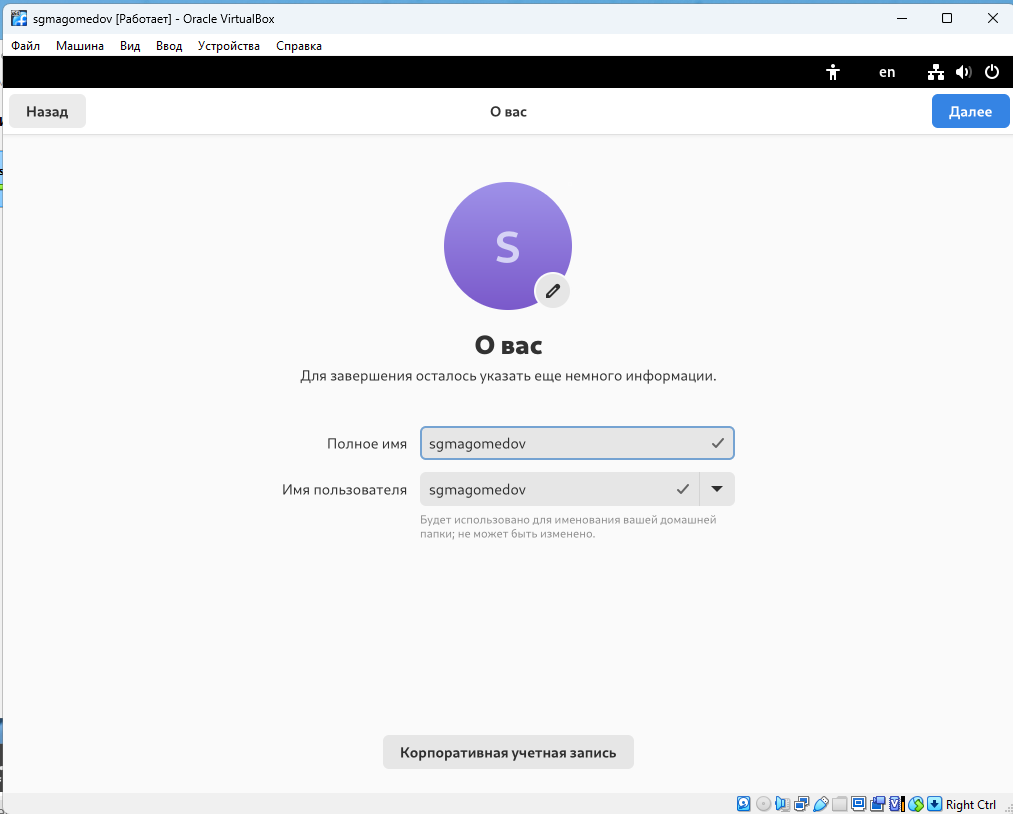 sgmagomedov [Работает] - Oracle VirtualBox
Файл Машина Вид Ввод Устройства Справка
en
Назад О вас Далее
S
О вас
Для завершения осталось указать еще немного информации.
Полное имя sgmagomedov
Имя пользователя sgmagomedov
Будет использовано для именования вашей домашней
папки; не может быть изменено.
Корпоративная учетная запись
Right Ctrl